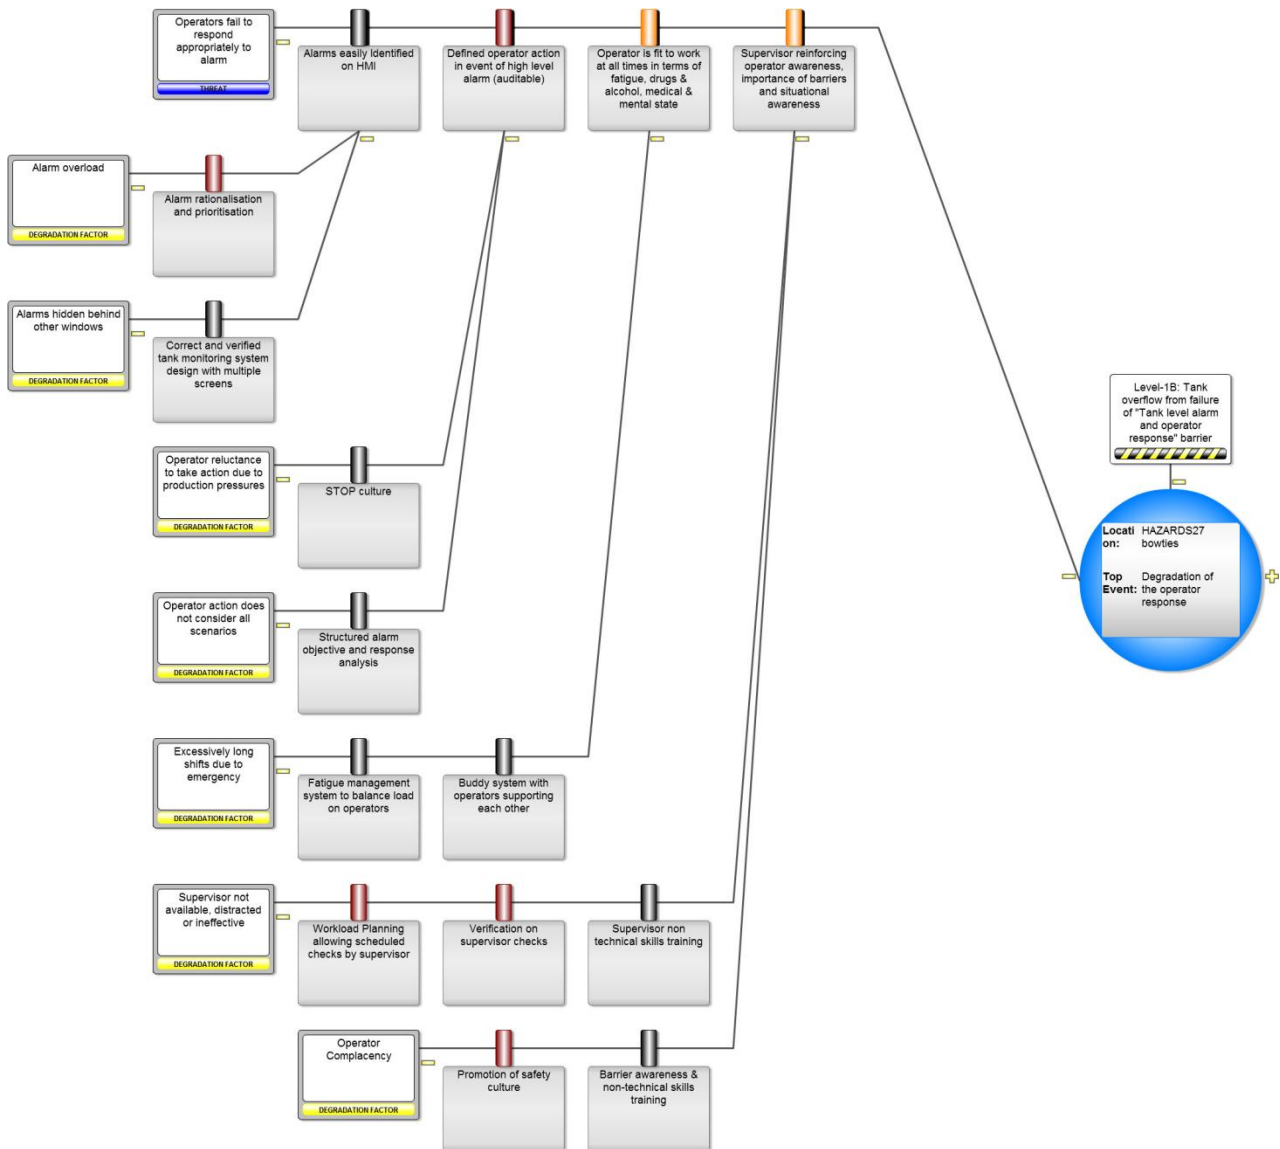 Operators fail to
respond
appropriately to
alarm
THREAT
Alarms easily Identified
on HMI
Defined operator action
in event of high level
alarm (auditable)
Operator is fit to work
at all times in terms of
fatigue, drugs &
alcohol, medical &
mental state
Supervisor reinforcing
operator awareness,
importance of barriers
and situational
awareness
Alarm overload
DEGRADATION FACTOR
Alarm rationalisation
and prioritisation
Alarms hidden behind
other windows
DEGRADATION FACTOR
Correct and verified
tank monitoring system
design with multiple
screens
Level-1B: Tank
overflow from failure
of "Tank level alarm
and operator
response" barrier
Locati
on:
HAZARDS27
bowties
Top
Event:
Degradation of
the operator
response
Operator reluctance
to take action due to
production pressures
DEGRADATION FACTOR
STOP culture
Operator action does
not consider all
scenarios
DEGRADATION FACTOR
Structured alarm
objective and response
analysis
Excessively long
shifts due to
emergency
DEGRADATION FACTOR
Fatigue management
system to balance load
on operators
Buddy system with
operators supporting
each other
Supervisor not
available, distracted
or ineffective
DEGRADATION FACTOR
Workload Planning
allowing scheduled
checks by supervisor
Verification on
supervisor checks
Supervisor non
technical skills training
Operator
Complacency
DEGRADATION FACTOR
Promotion of safety
culture
Barrier awareness &
non-technical skills
training